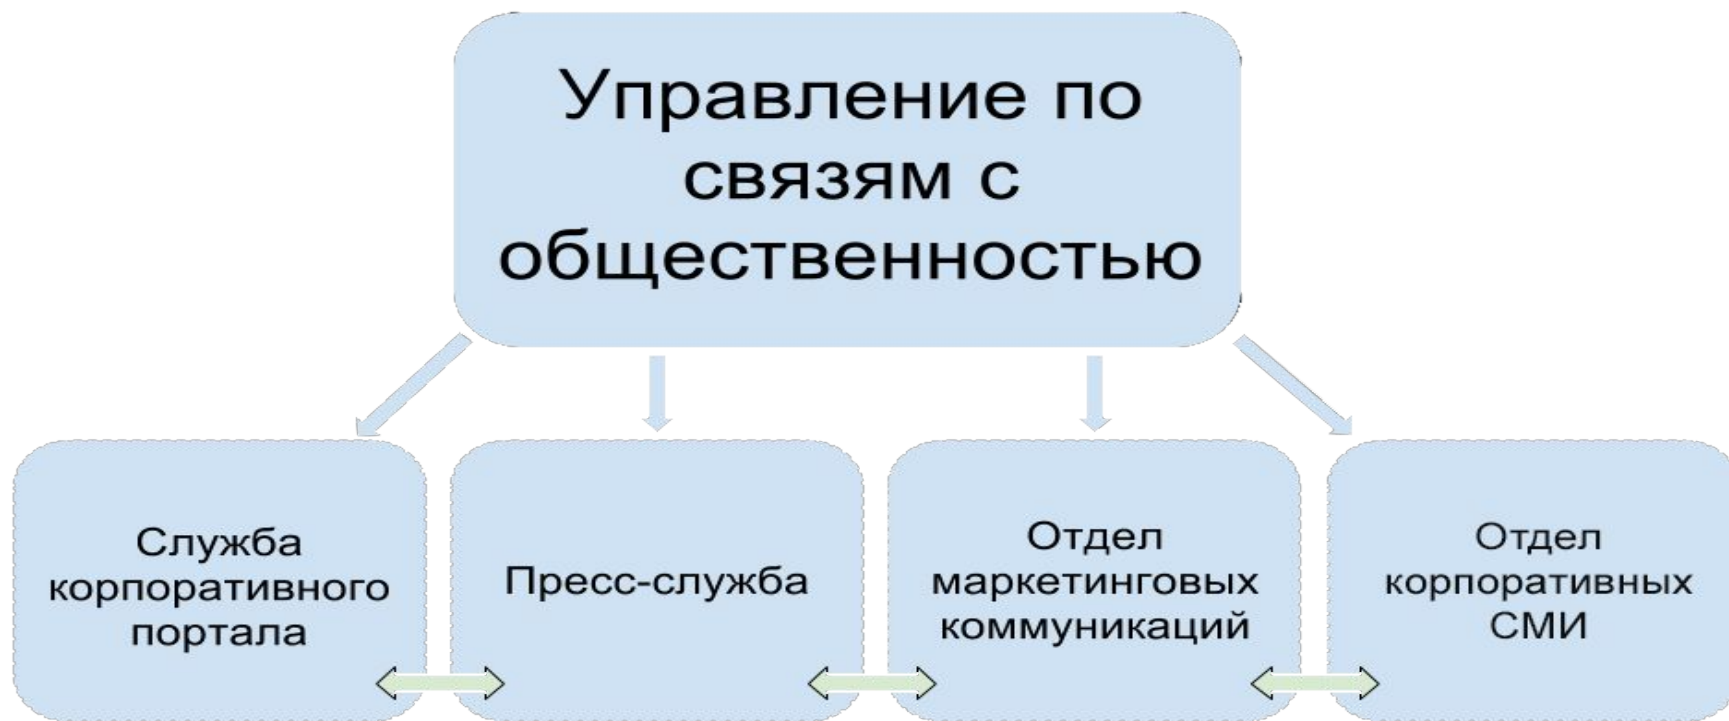 Управление по
связям с
общественностью
Служба
корпоративного
портала
Пресс-служба
Отдел
маркетинговых
коммуникаций
Отдел
корпоративных
СМИ